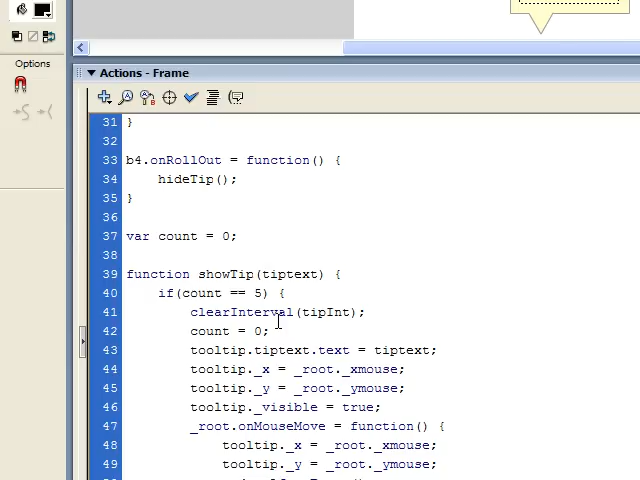 Options
Actions - Frame
31 }
32
33 b4.onRollOut = function() {
34 hideTip();
35 }
36
37 var count = 0;
38
39 function showTip(tiptext) {
40 if(count == 5) {
41 clearInterval(tipInt);
42 count = 0;
43 tooltip.tiptext.text = tiptext;
44 tooltip._x = _root._xmouse;
45 tooltip._y = _root._ymouse;
46 tooltip._visible = true;
47 _root.onMouseMove = function() {
48 tooltip._x = _root._xmouse;
49 tooltip._y = _root._ymouse;